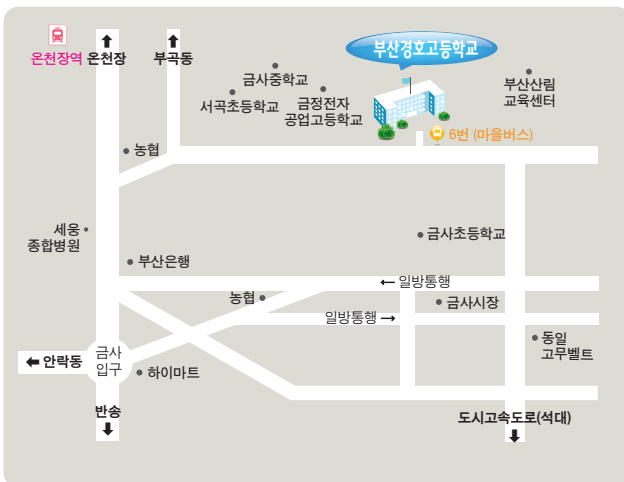 부산경호고등학교
온천장역
온천장
부곡동
금사중학교
서곡초등학교
금정전자
공업고등학교
부산산림
교육센터
6번 (마을버스)
농협
세웅
종합병원
금사초등학교
부산은행
← 일방통행
농협
금사시장
일방통행 →
동일
고무벨트
← 안락동
금사
입구
하이마트
반송
도시고속도로(석대)